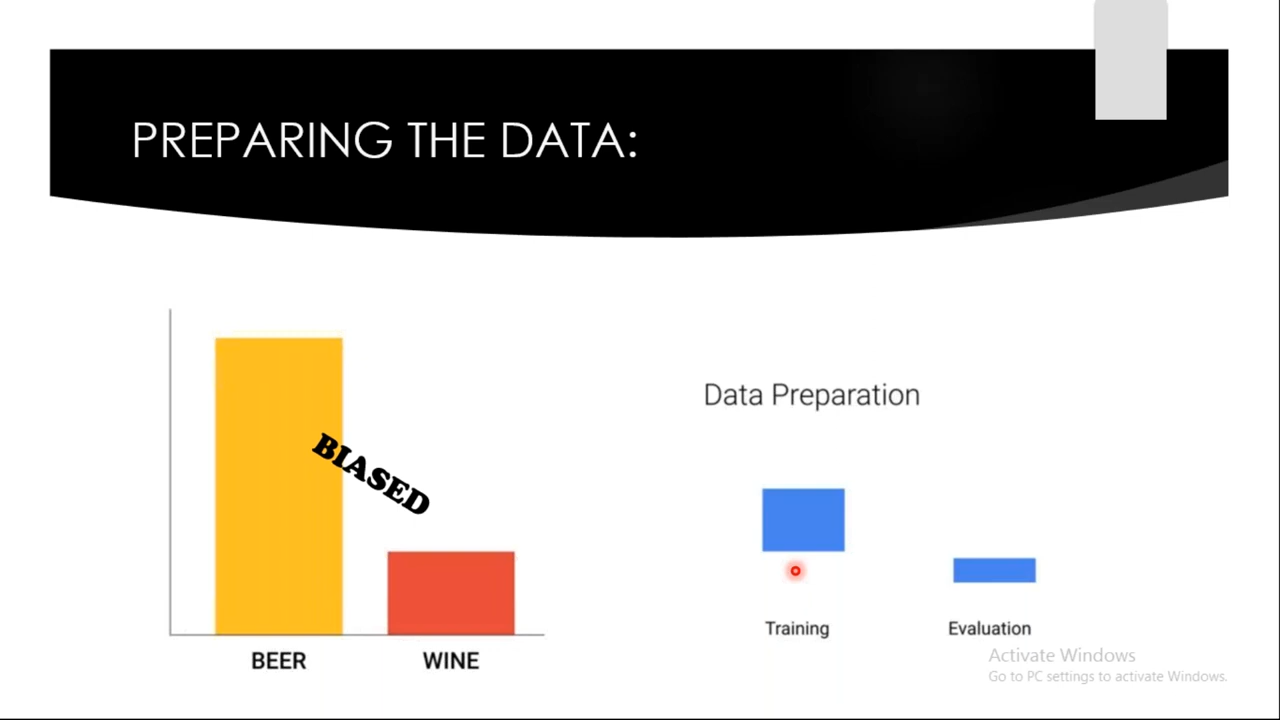 PREPARING THE DATA:
BIASED
BEER
WINE
Data Preparation
Training
Evaluation
Activate Windows
Go to PC settings to activate Windows.